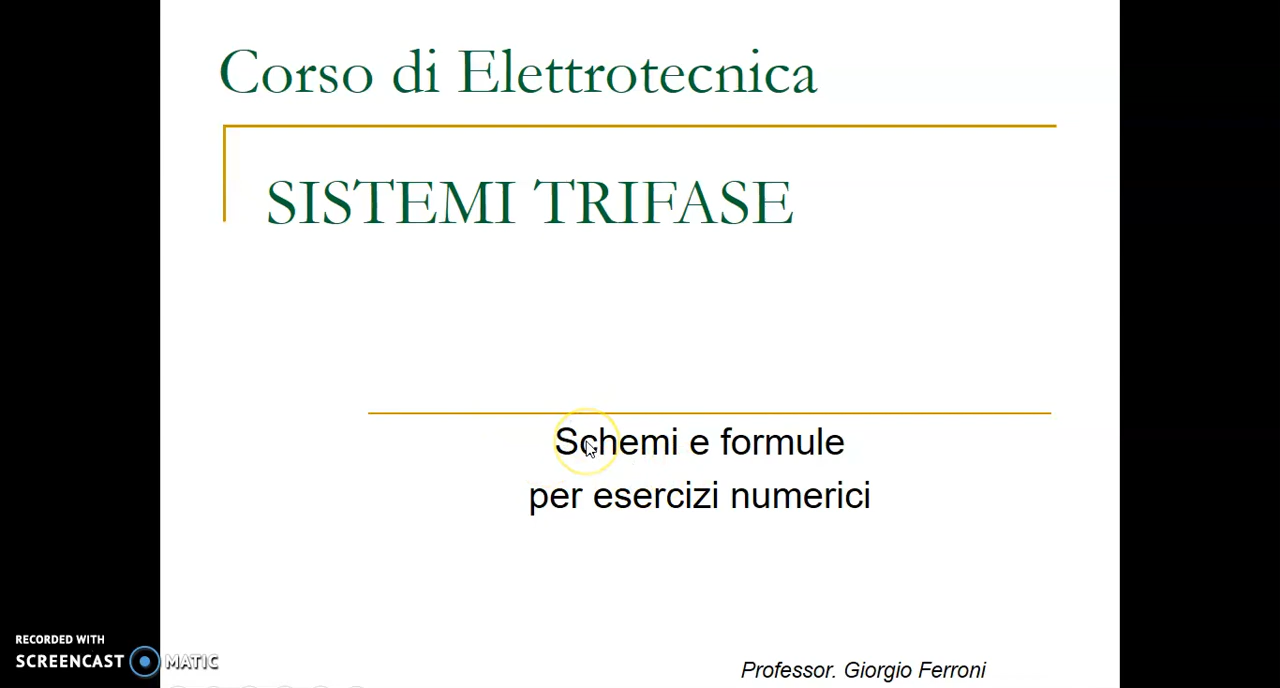 Corso di Elettrotecnica
SISTEMI TRIFASE
Schemi e formule
per esercizi numerici
RECORDED WITH
SCREENCAST MATIC
Professor. Giorgio Ferroni